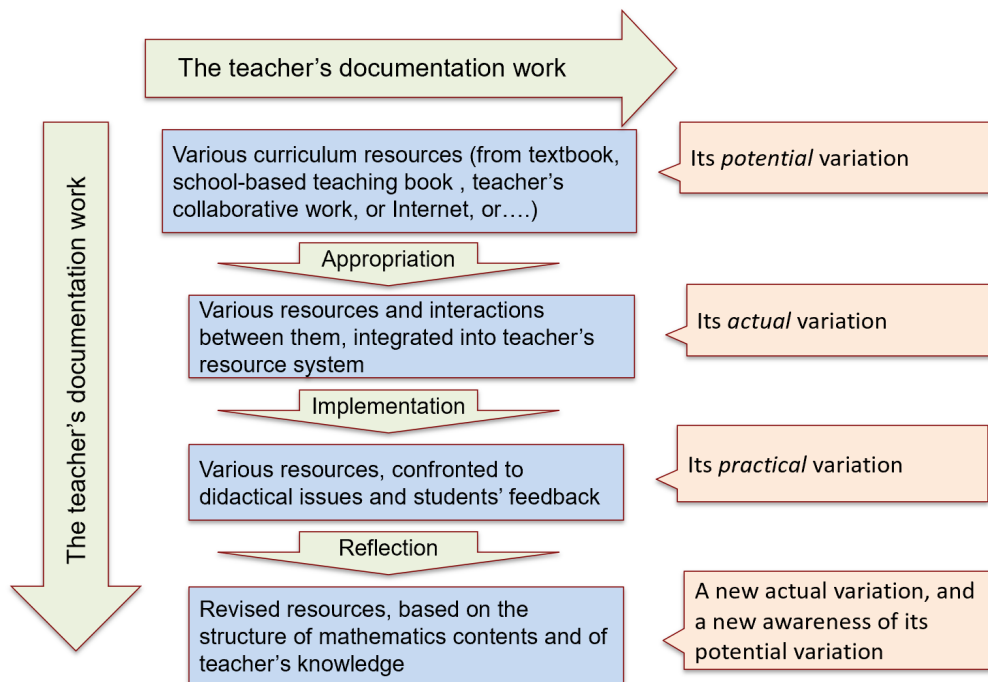 The teacher's documentation work
The teacher's documentation work
Various curriculum resources (from textbook,
school-based teaching book , teacher's
collaborative work, or Internet, or....)
Its potential variation
Appropriation
Various resources and interactions
between them, integrated into teacher's
resource system
Its actual variation
Implementation
Various resources, confronted to
didactical issues and students' feedback
Its practical variation
Reflection
Revised resources, based on the
structure of mathematics contents and of
teacher's knowledge
A new actual variation, and
a new awareness of its
potential variation